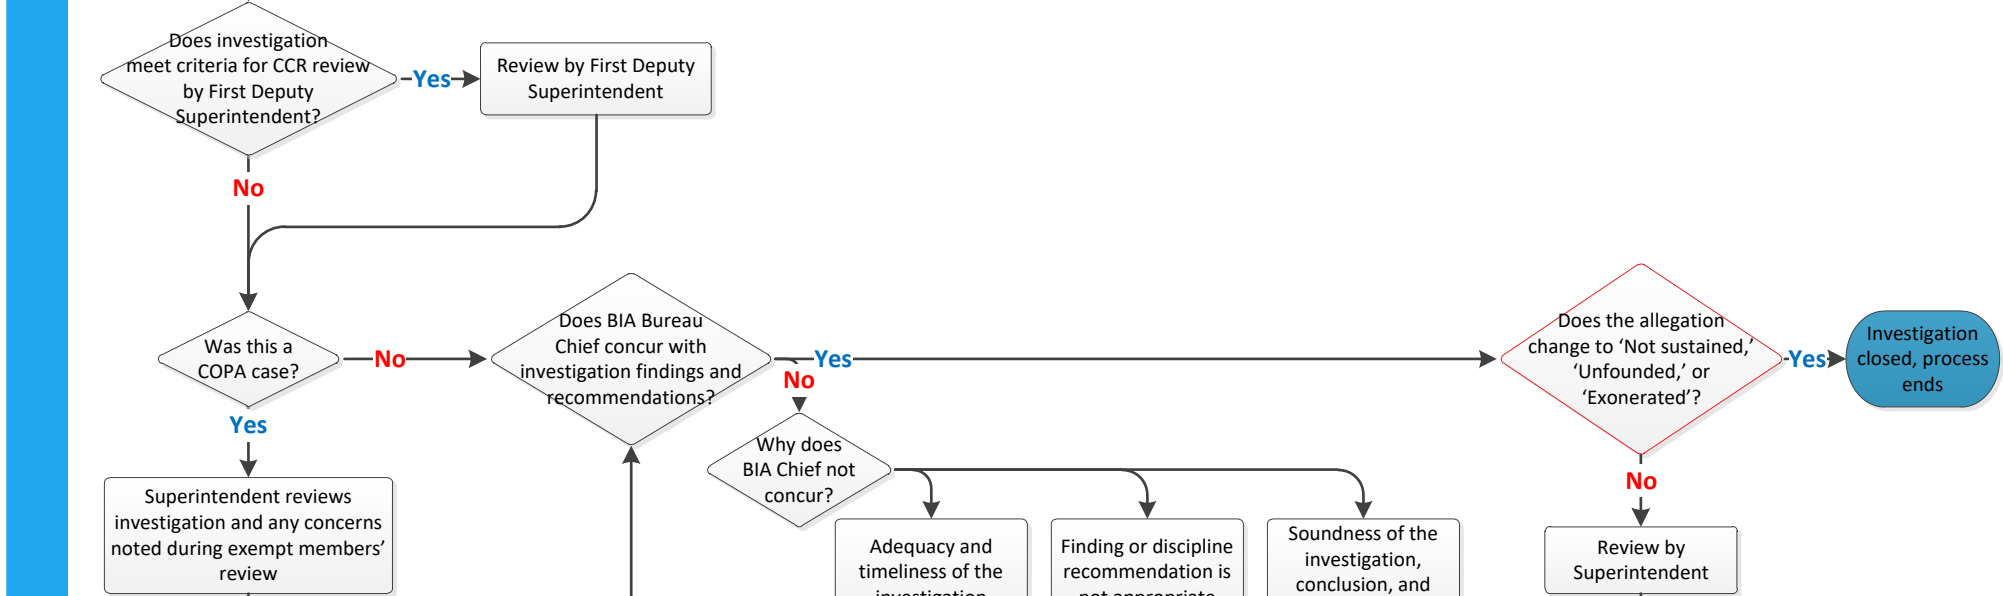 Does investigation
meet criteria for CCR review
by First Deputy
Superintendent?
Yes
Review by First Deputy
Superintendent
No
Was this a
COPA case?
No
Does BIA Bureau
Chief concur with
investigation findings and
recommendations?
Yes
No
Does the allegation
change to ‘Not sustained,’
‘Unfounded,’ or
‘Exonerated’?
Yes
Investigation
closed, process
ends
Yes
Why does
BIA Chief not
concur?
No
Superintendent reviews
investigation and any concerns
noted during exempt members’
review
Adequacy and
timeliness of the
investigation
Finding or discipline
recommendation is
not appropriate
Soundness of the
investigation,
conclusion, and
Review by
Superintendent